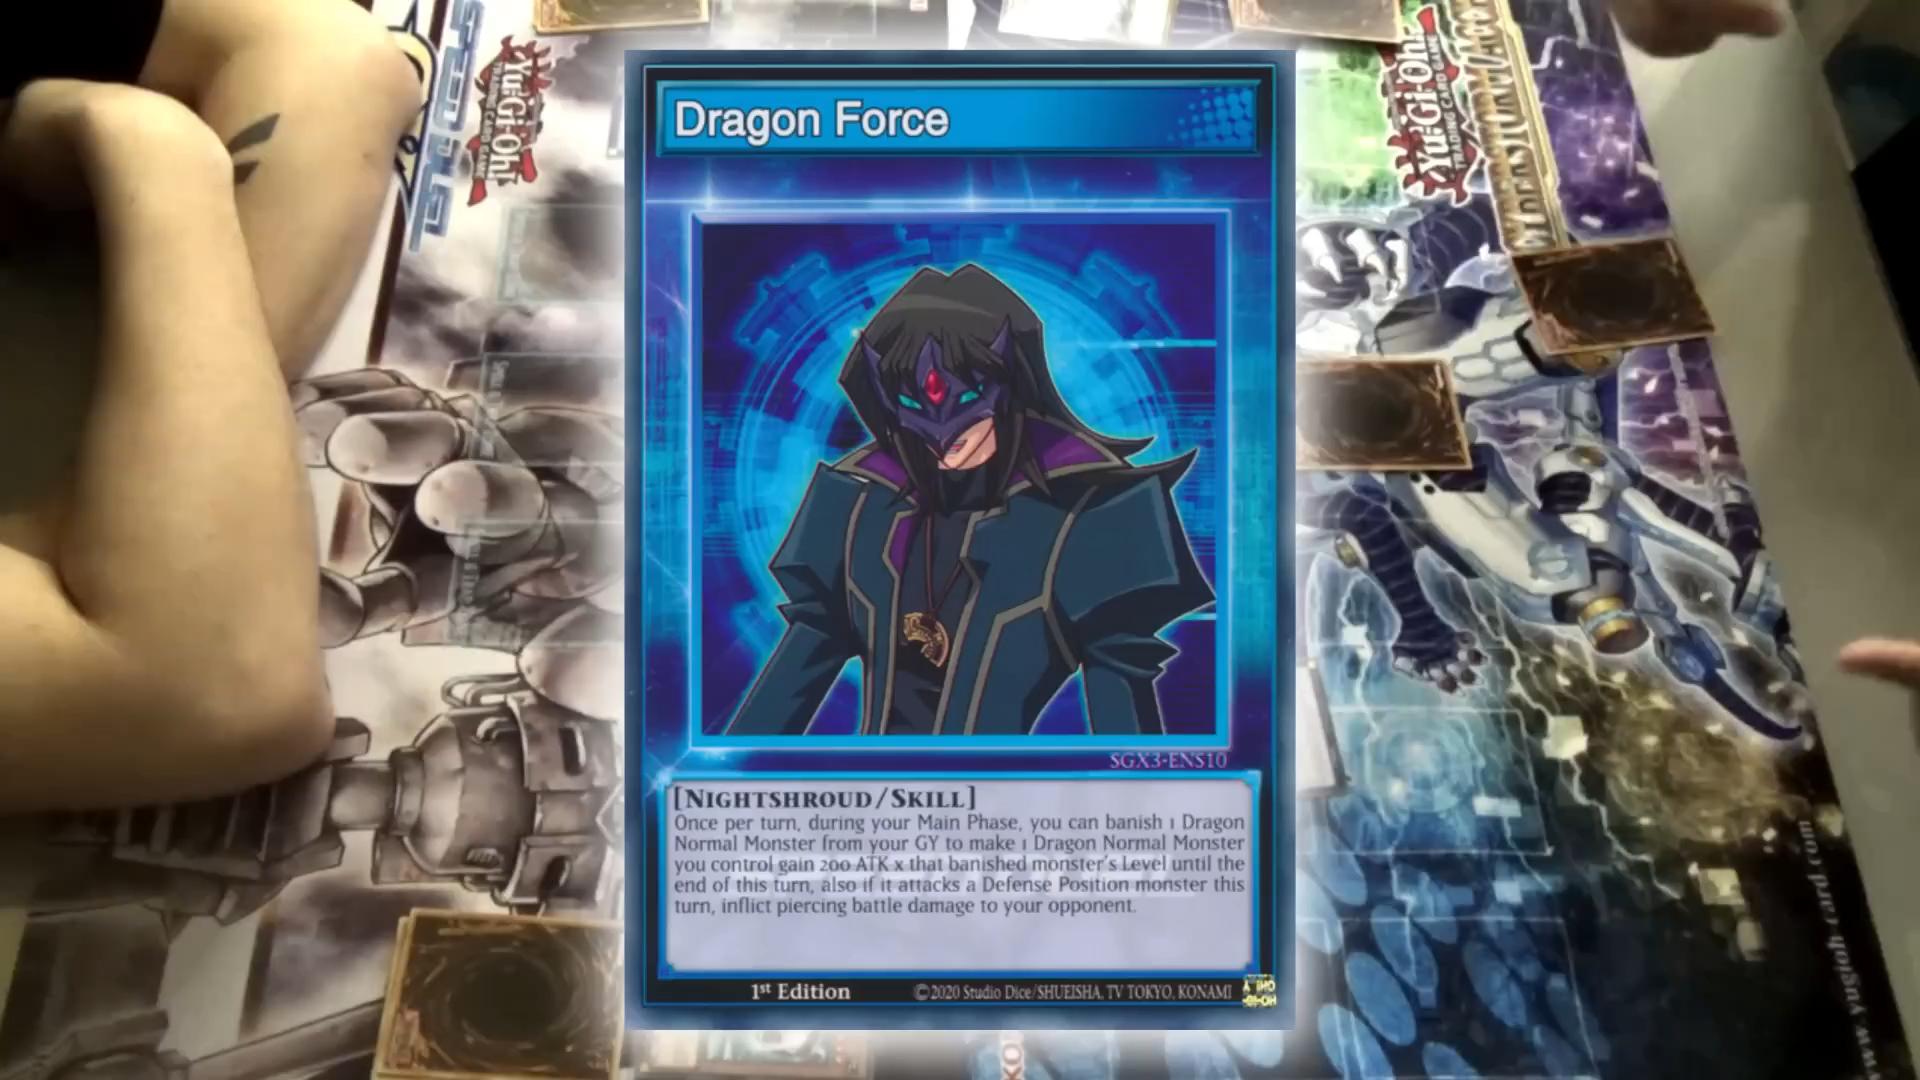 Yu-Gi-Oh!
TRADING CARD GAME
Yu-Gi-Oh!
TRADING CARD GAME
Dragon Force
SGX3-ENS10
[NIGHTSHROUD/SKILL]
Once per turn, during your Main Phase, you can banish 1 Dragon
Normal Monster from your GY to make 1 Dragon Normal Monster
you control gain 200 ATK x that banished monster's Level until the
end of this turn, also if it attacks a Defense Position monster this
turn, inflict piercing battle damage to your opponent.
1st Edition
©2020 Studio Dice/SHUEISHA, TV TOKYO, KONAMI
www.yugioh-card.com